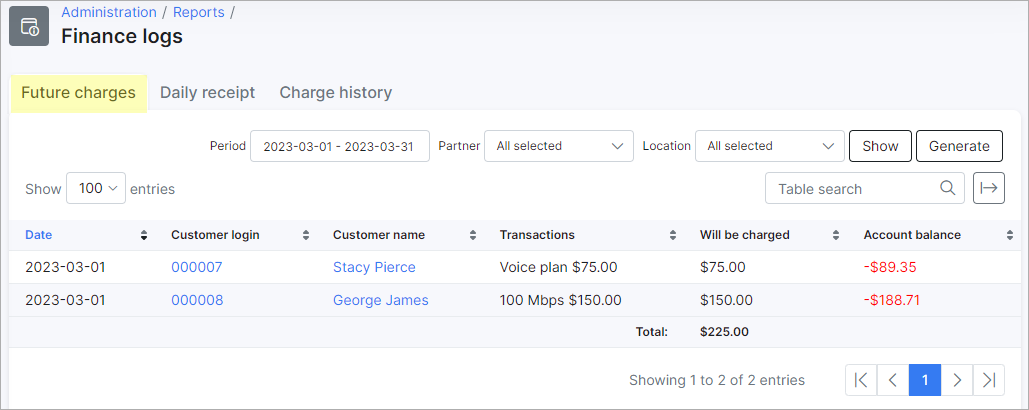 Administration / Reports /
Finance logs
Future charges Daily receipt Charge history
Period 2023-03-01 - 2023-03-31 Partner All selected Location All selected Show Generate
Show 100 entries Table search
Date Customer login Customer name Transactions Will be charged Account balance
2023-03-01 000007 Stacy Pierce Voice plan $75.00 $75.00 -$89.35
2023-03-01 000008 George James 100 Mbps $150.00 $150.00 -$188.71
Total: $225.00
Showing 1 to 2 of 2 entries 1